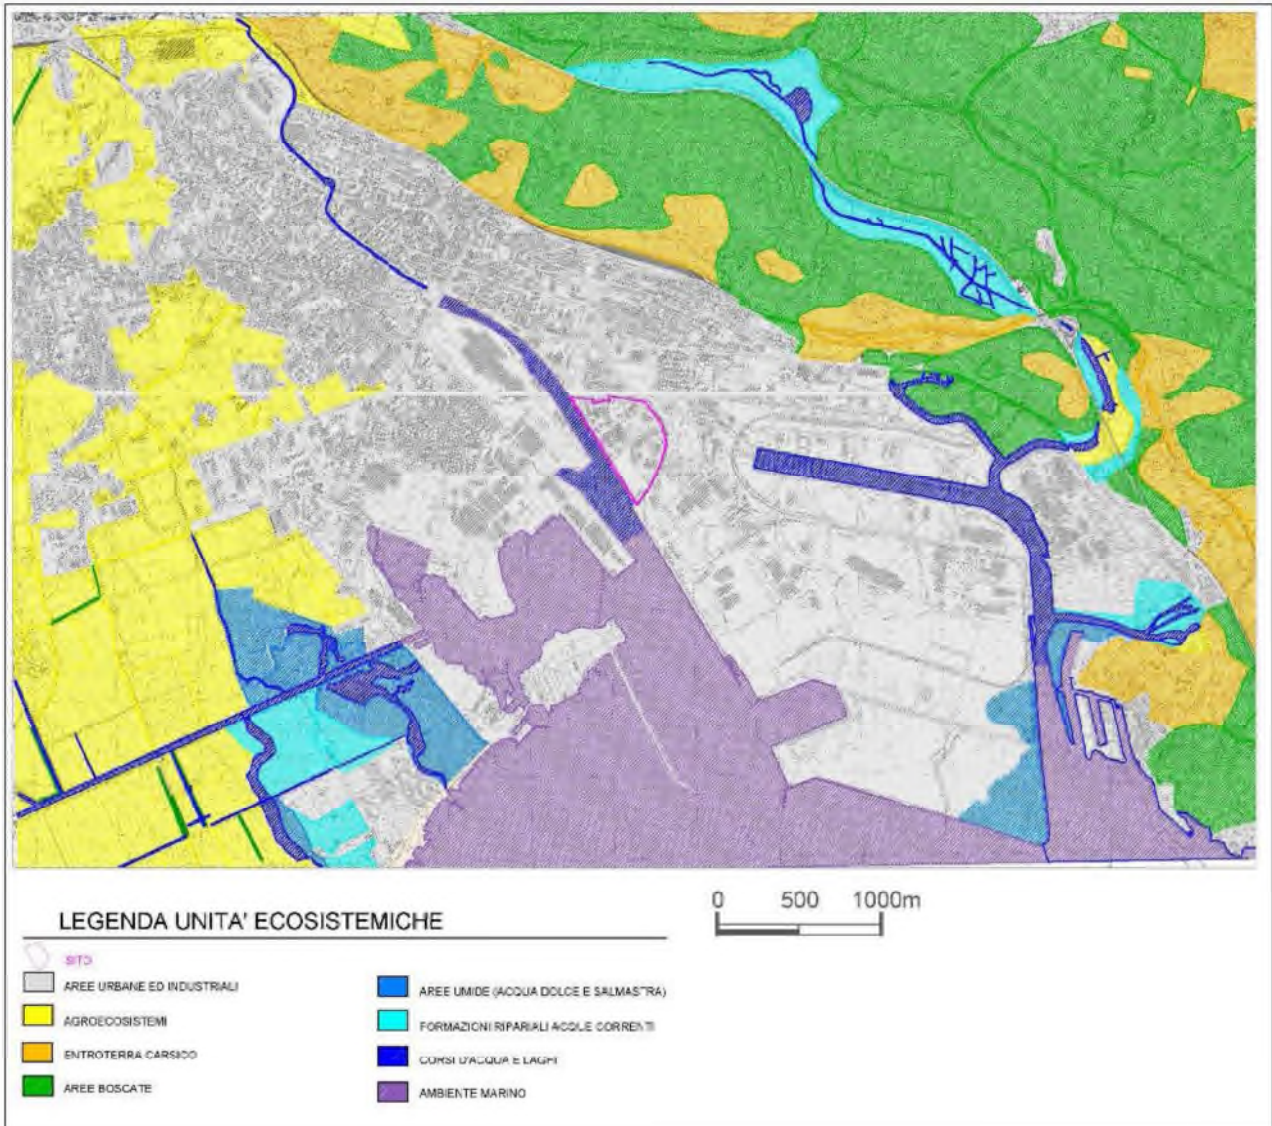 0 500 1000m
LEGENDA UNITA' ECOSISTEMICHE
SITO
AREE URBANE ED INDUSTRIALI
AGROECOSISTEMI
ENTROTERRA CARSICO
AREE BOSCATE
AREE UMIDE (ACQUA DOLCE E SALMASTRA)
FORMAZIONI RIPARIALI ACQUE CORRENTI
CORSI D'ACQUA E LAGHI
AMBIENTE MARINO